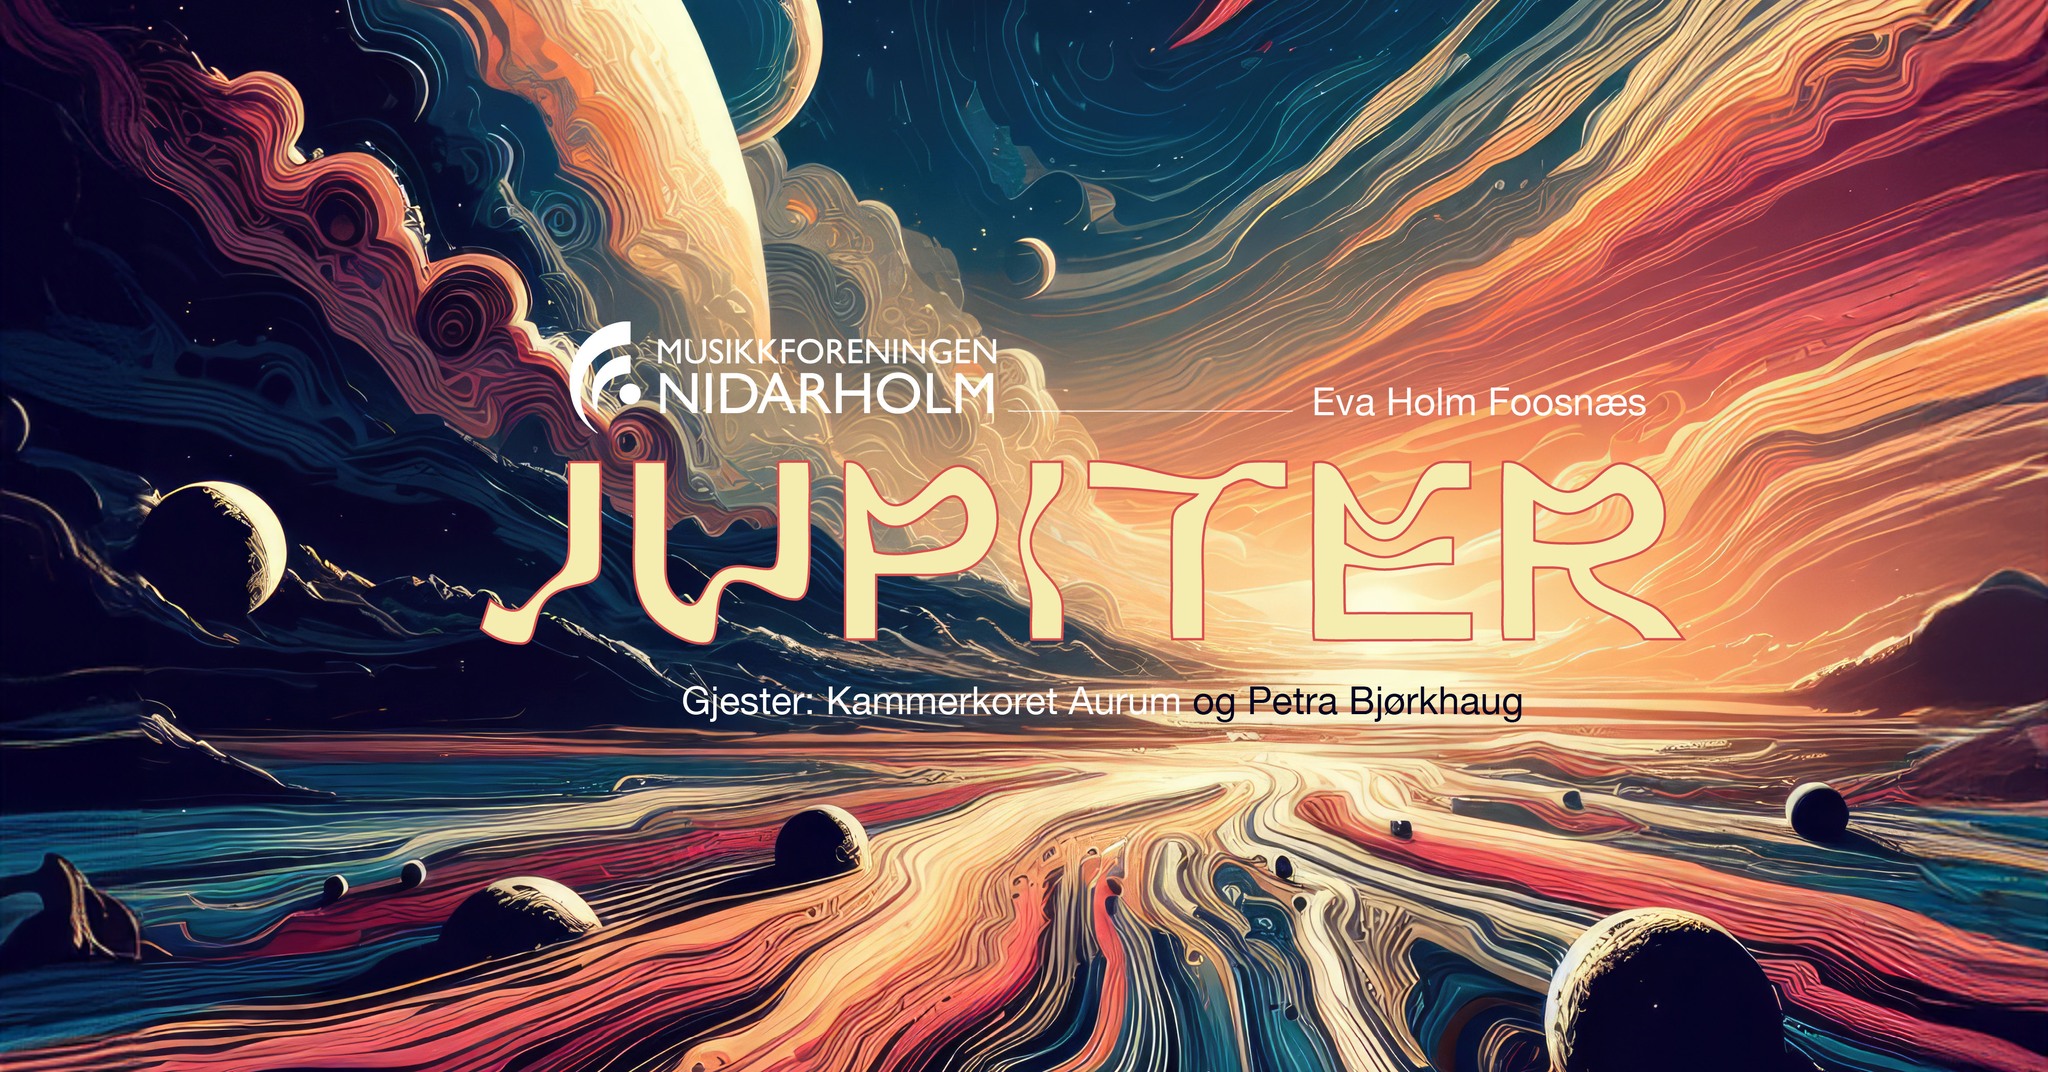 MUSIKKFORENINGEN
NIDARHOLM
Eva Holm Foosnæs
JUPITER
Gjester: Kammerkoret Aurum og Petra Bjørkhaug